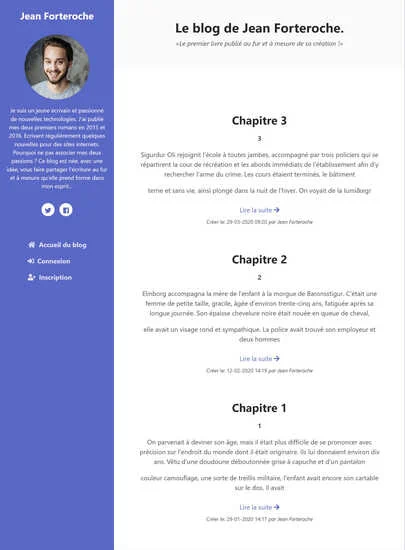 Jean Forteroche
Je suis un jeune écrivain et passionné
de nouvelles technologies. J'ai publié
mes deux premiers romans en 2015 et
2016. Ecrivant régulièrement quelques
nouvelles pour des sites internets.
Pourquoi ne pas associer mes deux
passions ? Ce blog est née, avec une
idée, vous faire partager l'écriture au fur
et à mesure qu'elle prend forme dans
mon esprit...
Accueil du blog
Connexion
Inscription
Le blog de Jean Forteroche.
«Le premier livre publié au fur et à mesure de sa création !»
Chapitre 3
3
Sigurdur Oli rejoignit l'école à toutes jambes, accompagné par trois policiers qui se
répartirent la cour de récréation et les abords immédiats de l'établissement afin d'y
rechercher l'arme du crime. Les cours étaient terminés, le bâtiment
terne et sans vie, ainsi plongé dans la nuit de l'hiver. On voyait de la lumi&egr
Lire la suite
Créer le: 29-03-2020 09:03 par Jean Forteroche
Chapitre 2
2
Elinborg accompagna la mère de l'enfant à la morgue de Baronsstigur. C'était une
femme de petite taille, gracile, âgée d'environ trente-cinq ans, fatiguée après sa
longue journée. Son épaisse chevelure noire était nouée en queue de cheval,
elle avait un visage rond et sympathique. La police avait trouvé son employeur et
deux hommes
Lire la suite
Créer le: 12-02-2020 14:19 par Jean Forteroche
Chapitre 1
1
On parvenait à deviner son âge, mais il était plus difficile de se prononcer avec
précision sur l'endroit du monde dont il était originaire. Ils lui donnaient environ dix
ans. Vêtu d'une doudoune déboutonnée grise à capuche et d'un pantalon
couleur camouflage, une sorte de treillis militaire, l'enfant avait encore son cartable
sur le dos. Il avait
Lire la suite
Créer le: 29-01-2020 14:17 par Jean Forteroche